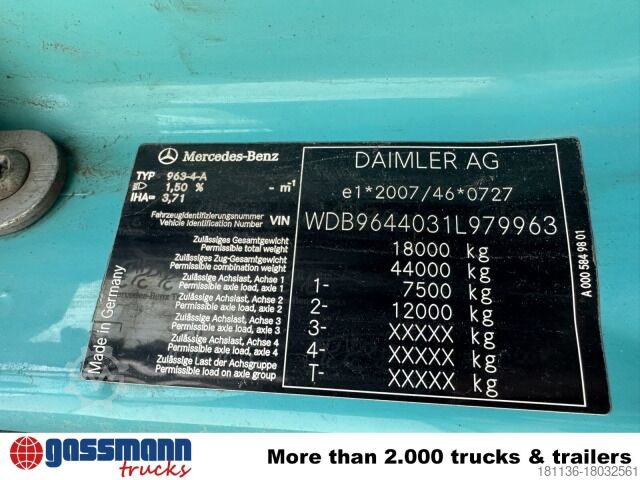 Mercedes-Benz
TYP 963-4-A
1,50 % - m⁻¹
IHA= 3,71
Fahrzeugidentifizierungsnummer
Vehicle Identification Number VIN
Zulässiges Gesamtgewicht
Permissible total weight
Zulässiges Zug-Gesamtgewicht
Permissible combination weight
Zulässige Achslast, Achse 1
Permissible axle load, axle 1
Zulässige Achslast, Achse 2
Permissible axle load, axle 2
Zulässige Achslast, Achse 3
Permissible axle load, axle 3
Zulässige Achslast, Achse 4
Permissible axle load, axle 4
Zulässige Last der Achsgruppe
Permissible load on axle group
Made in Germany
DAIMLER AG
e1*2007/46*0727
WDB9644031L979963
18000 kg
44000 kg
1- 7500 kg
2- 12000 kg
3- XXXXX kg
4- XXXXX kg
T- XXXXX kg
A 000 584 98 01
gassmann
trucks
More than 2.000 trucks & trailers
181136-18032561